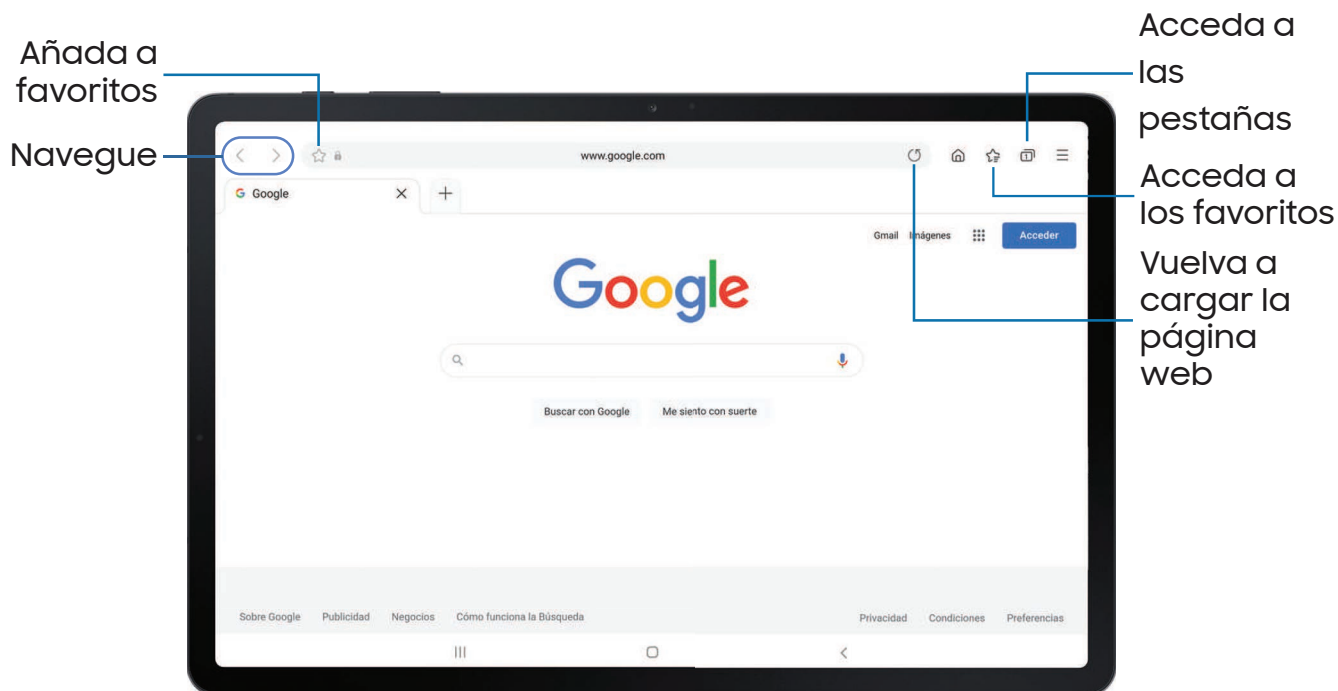 Acceda a
las
pestañas
Añada a
favoritos
Navegue
www.google.com
1
Acceda a
los favoritos
G Google
Gmail Imágenes Acceder
Google
Vuelva a
cargar la
página
web
Buscar con Google Me siento con suerte
Sobre Google Publicidad Negocios Cómo funciona la Búsqueda Privacidad Condiciones Preferencias